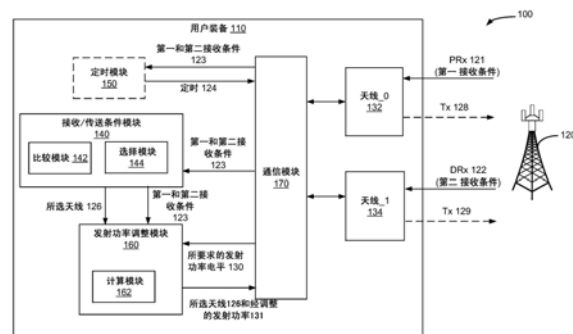 用户装备 110
100
第一和第二接收条件
123
定时模块
150
定时 124
PRx 121
(第一 接收条件)
天线_0
132
Tx 128
接收/传送条件模块
140
比较模块
142
选择模块
144
第一和第二接
收条件
123
通信模块
170
120
DRx 122
(第二 接收条件)
天线_1
134
Tx 129
所选天线 126
第一和第二接
收条件
123
发射功率调整模块
160
所要求的发射
功率电平 130
计算模块
162
所选天线126和经调整
的发射功率131